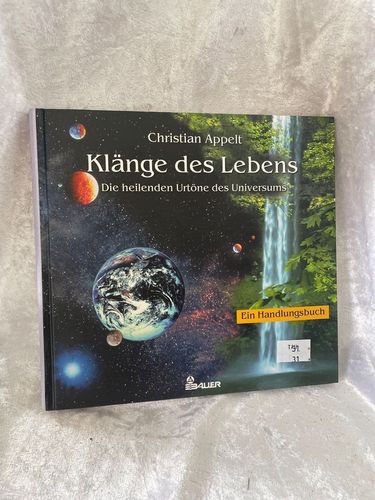 Christian Appelt
Klänge des Lebens
Die heilenden Urtöne des Universums
Ein Handlungsbuch
BAUER